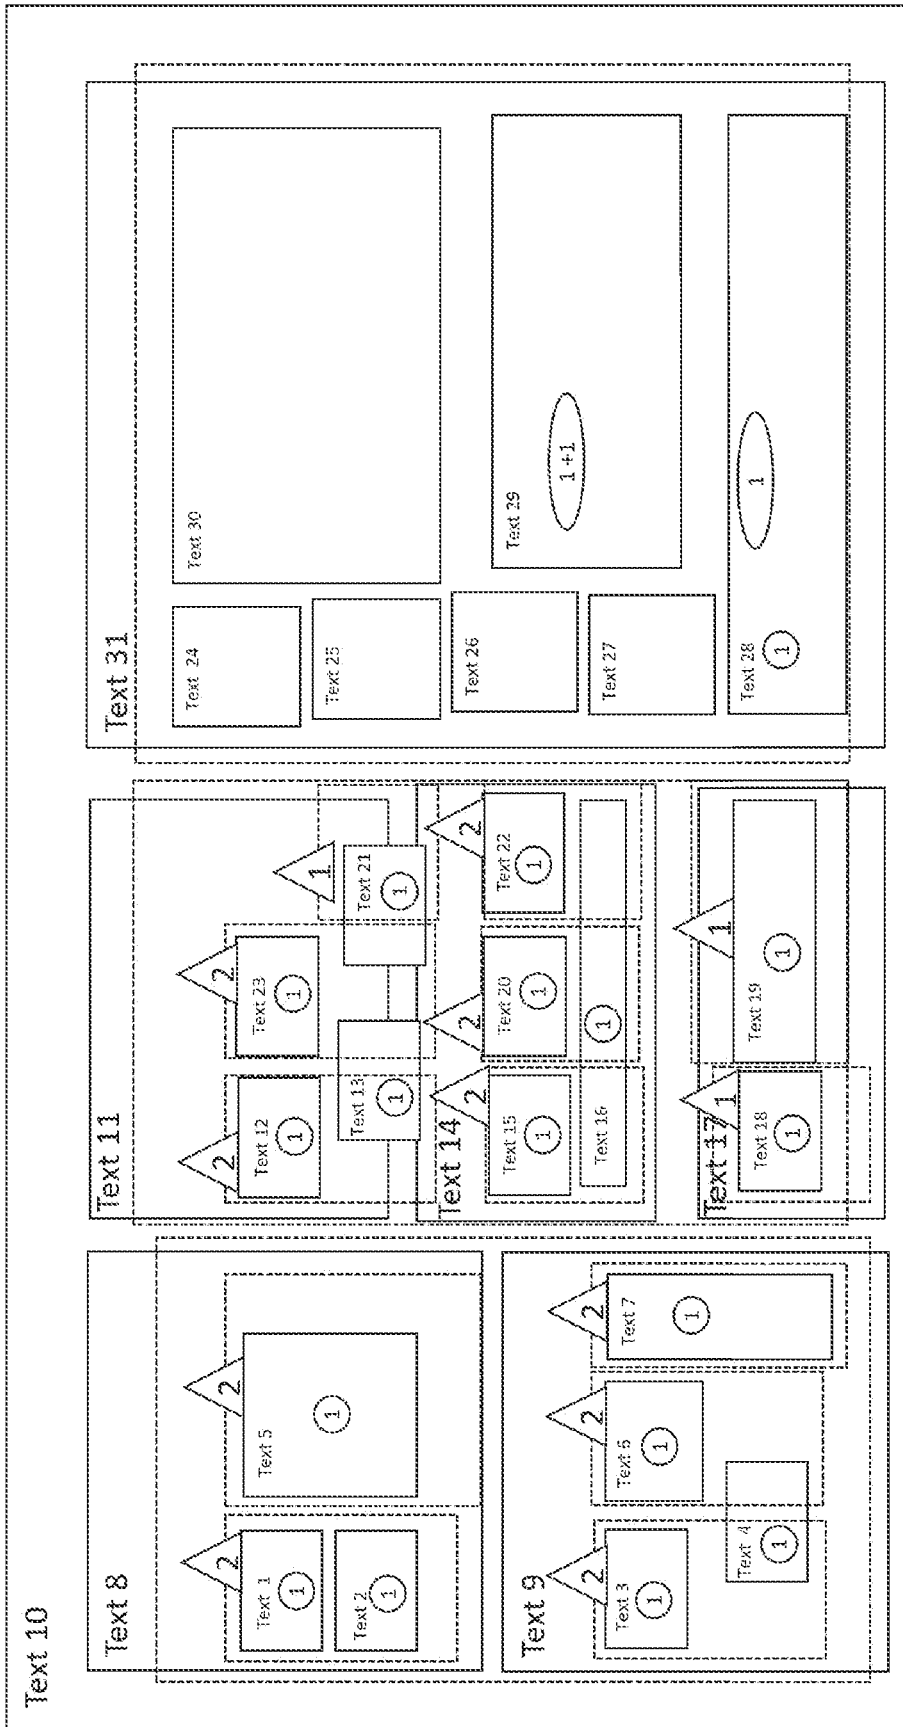 Text 10
Text 8
2
Text 1
1
Text 2
1
2
Text 5
1
Text 9
2
Text 3
1
Text 4
1
2
Text 6
1
2
Text 7
1
Text 11
2
Text 12
1
Text 13
1
2
Text 23
1
1
Text 21
1
Text 14
2
Text 15
1
Text 16
1
2
Text 20
1
2
Text 22
1
Text 17
1
Text 18
1
1
Text 19
1
Text 31
Text 24
Text 25
Text 26
Text 27
Text 28
1
1
Text 29
1+1
Text 30